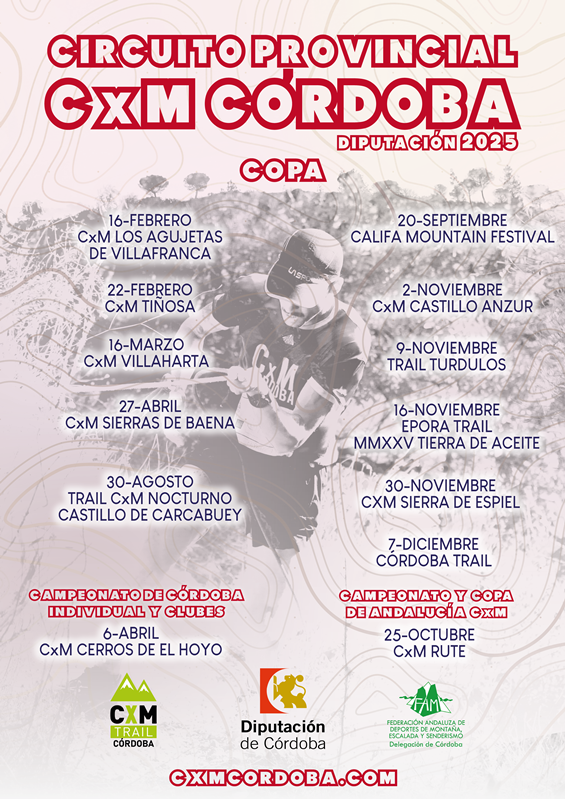 CIRCUITO PROVINCIAL
CxM CÓRDOBA
DIPUTACIÓN 2025
COPA
16-FEBRERO
CxM LOS AGUJETAS
DE VILLAFRANCA
22-FEBRERO
CxM TIÑOSA
16-MARZO
CxM VILLAHARTA
27-ABRIL
CxM SIERRAS DE BAENA
30-AGOSTO
TRAIL CxM NOCTURNO
CASTILLO DE CARCABUEY
20-SEPTIEMBRE
CALIFA MOUNTAIN FESTIVAL
2-NOVIEMBRE
CxM CASTILLO ANZUR
9-NOVIEMBRE
TRAIL TURDULOS
16-NOVIEMBRE
EPORA TRAIL
MMXXV TIERRA DE ACEITE
30-NOVIEMBRE
CXM SIERRA DE ESPIEL
7-DICIEMBRE
CÓRDOBA TRAIL
CxM
CÓRDOBA
CAMPEONATO DE CÓRDOBA
INDIVIDUAL Y CLUBES
6-ABRIL
CxM CERROS DE EL HOYO
CAMPEONATO Y COPA
DE ANDALUCÍA CxM
25-OCTUBRE
CxM RUTE
CXM
TRAIL
CÓRDOBA
Diputación
de Córdoba
FAM
FEDERACIÓN ANDALUZA DE
DEPORTES DE MONTAÑA,
ESCALADA Y SENDERISMO
Delegación de Córdoba
CXMCORDOBA.COM